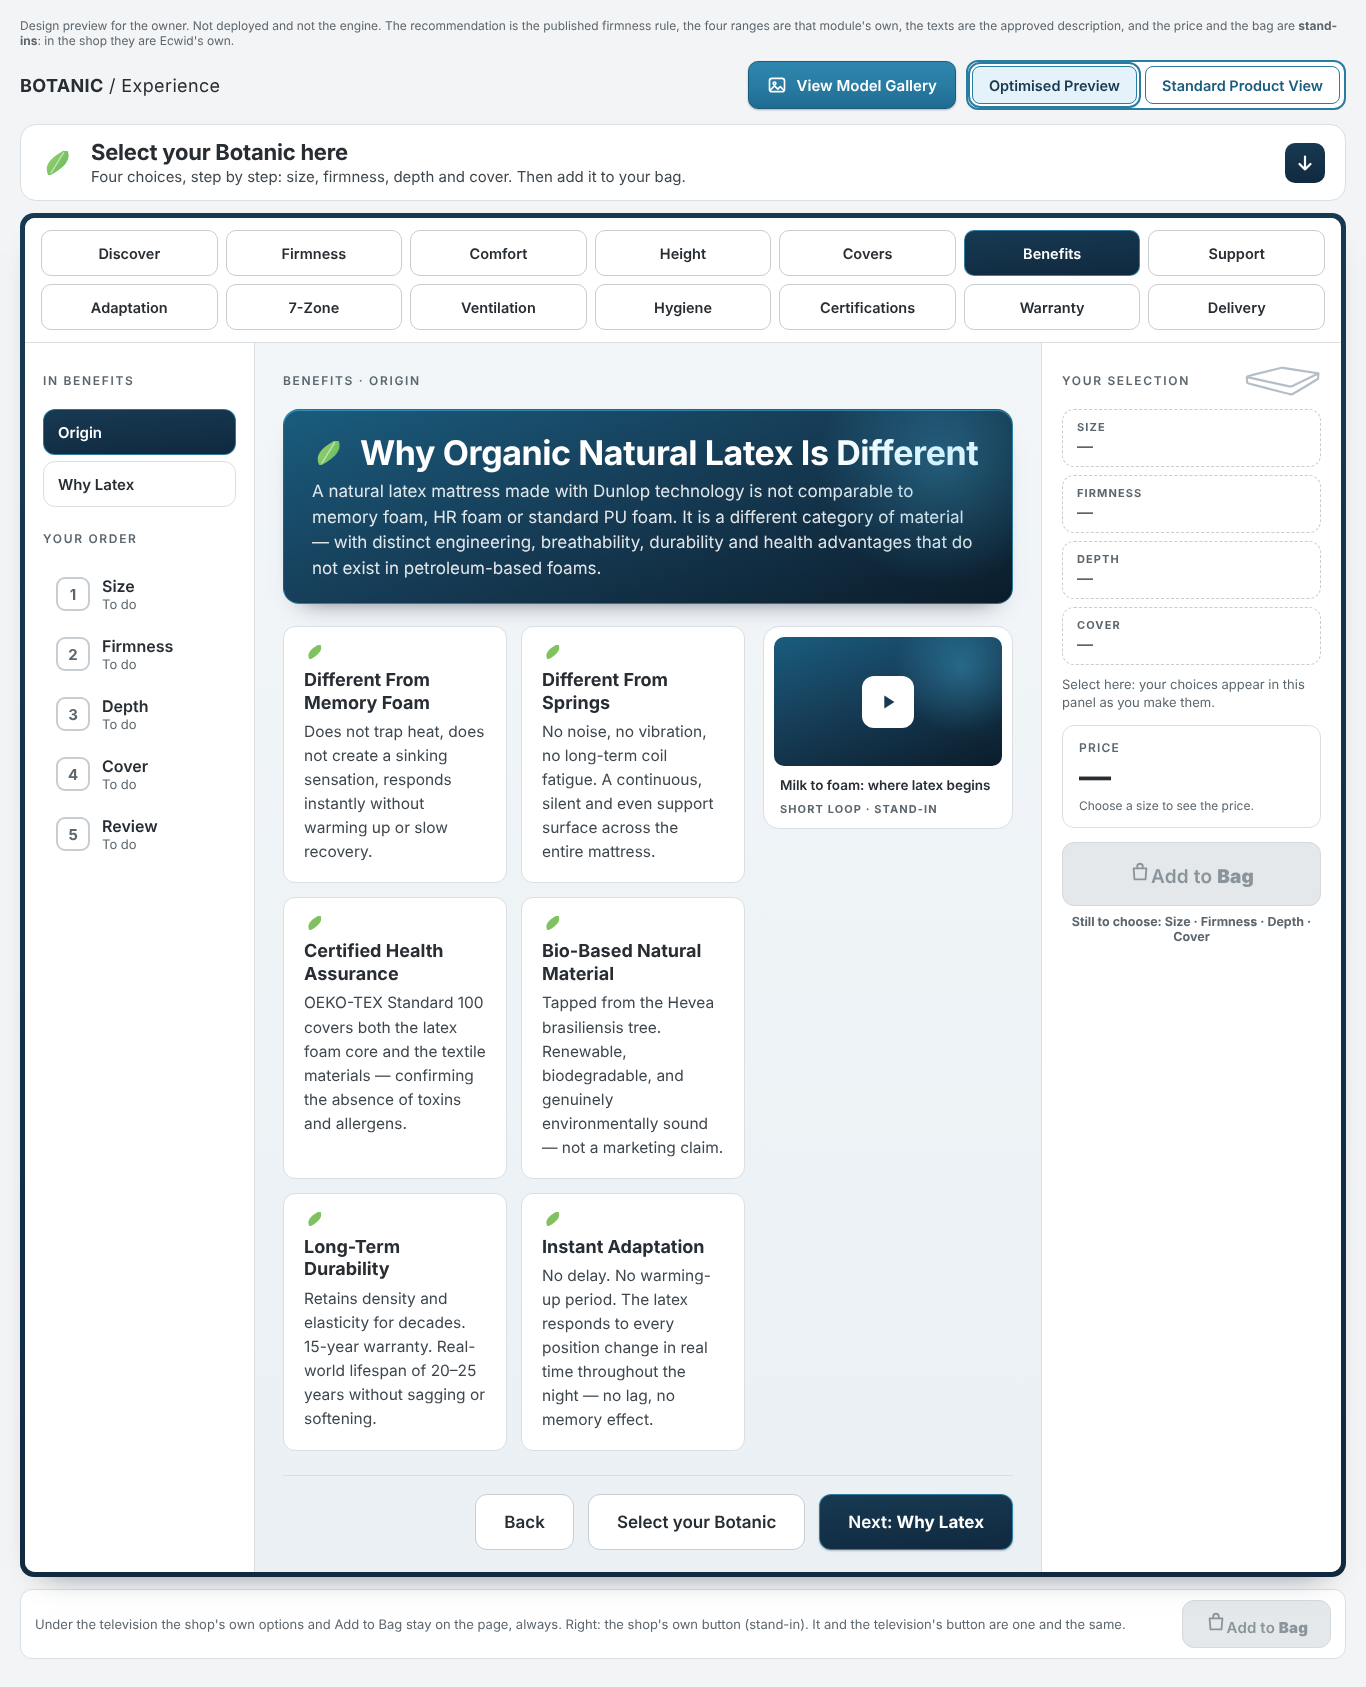 Design preview for the owner. Not deployed and not the engine. The recommendation is the published firmness rule, the four ranges are that module's own, the texts are the approved description, and the price and the bag are stand-
ins: in the shop they are Ecwid's own.
BOTANIC / Experience
View Model Gallery
Optimised Preview
Standard Product View
Select your Botanic here
Four choices, step by step: size, firmness, depth and cover. Then add it to your bag.
Discover
Firmness
Comfort
Height
Covers
Benefits
Support
Adaptation
7-Zone
Ventilation
Hygiene
Certifications
Warranty
Delivery
IN BENEFITS
Origin
Why Latex
YOUR ORDER
1
Size
To do
2
Firmness
To do
3
Depth
To do
4
Cover
To do
5
Review
To do
BENEFITS · ORIGIN
Why Organic Natural Latex Is Different
A natural latex mattress made with Dunlop technology is not comparable to
memory foam, HR foam or standard PU foam. It is a different category of material
— with distinct engineering, breathability, durability and health advantages that do
not exist in petroleum-based foams.
Different From
Memory Foam
Does not trap heat, does
not create a sinking
sensation, responds
instantly without
warming up or slow
recovery.
Different From
Springs
No noise, no vibration,
no long-term coil
fatigue. A continuous,
silent and even support
surface across the
entire mattress.
Milk to foam: where latex begins
SHORT LOOP · STAND-IN
Certified Health
Assurance
OEKO-TEX Standard 100
covers both the latex
foam core and the textile
materials — confirming
the absence of toxins
and allergens.
Bio-Based Natural
Material
Tapped from the Hevea
brasiliensis tree.
Renewable,
biodegradable, and
genuinely
environmentally sound
— not a marketing claim.
Long-Term
Durability
Retains density and
elasticity for decades.
15-year warranty. Real-
world lifespan of 20–25
years without sagging or
softening.
Instant Adaptation
No delay. No warming-
up period. The latex
responds to every
position change in real
time throughout the
night — no lag, no
memory effect.
Back
Select your Botanic
Next: Why Latex
YOUR SELECTION
SIZE
—
FIRMNESS
—
DEPTH
—
COVER
—
Select here: your choices appear in this
panel as you make them.
PRICE
—
Choose a size to see the price.
Add to Bag
Still to choose: Size · Firmness · Depth ·
Cover
Under the television the shop's own options and Add to Bag stay on the page, always. Right: the shop's own button (stand-in). It and the television's button are one and the same.
Add to Bag